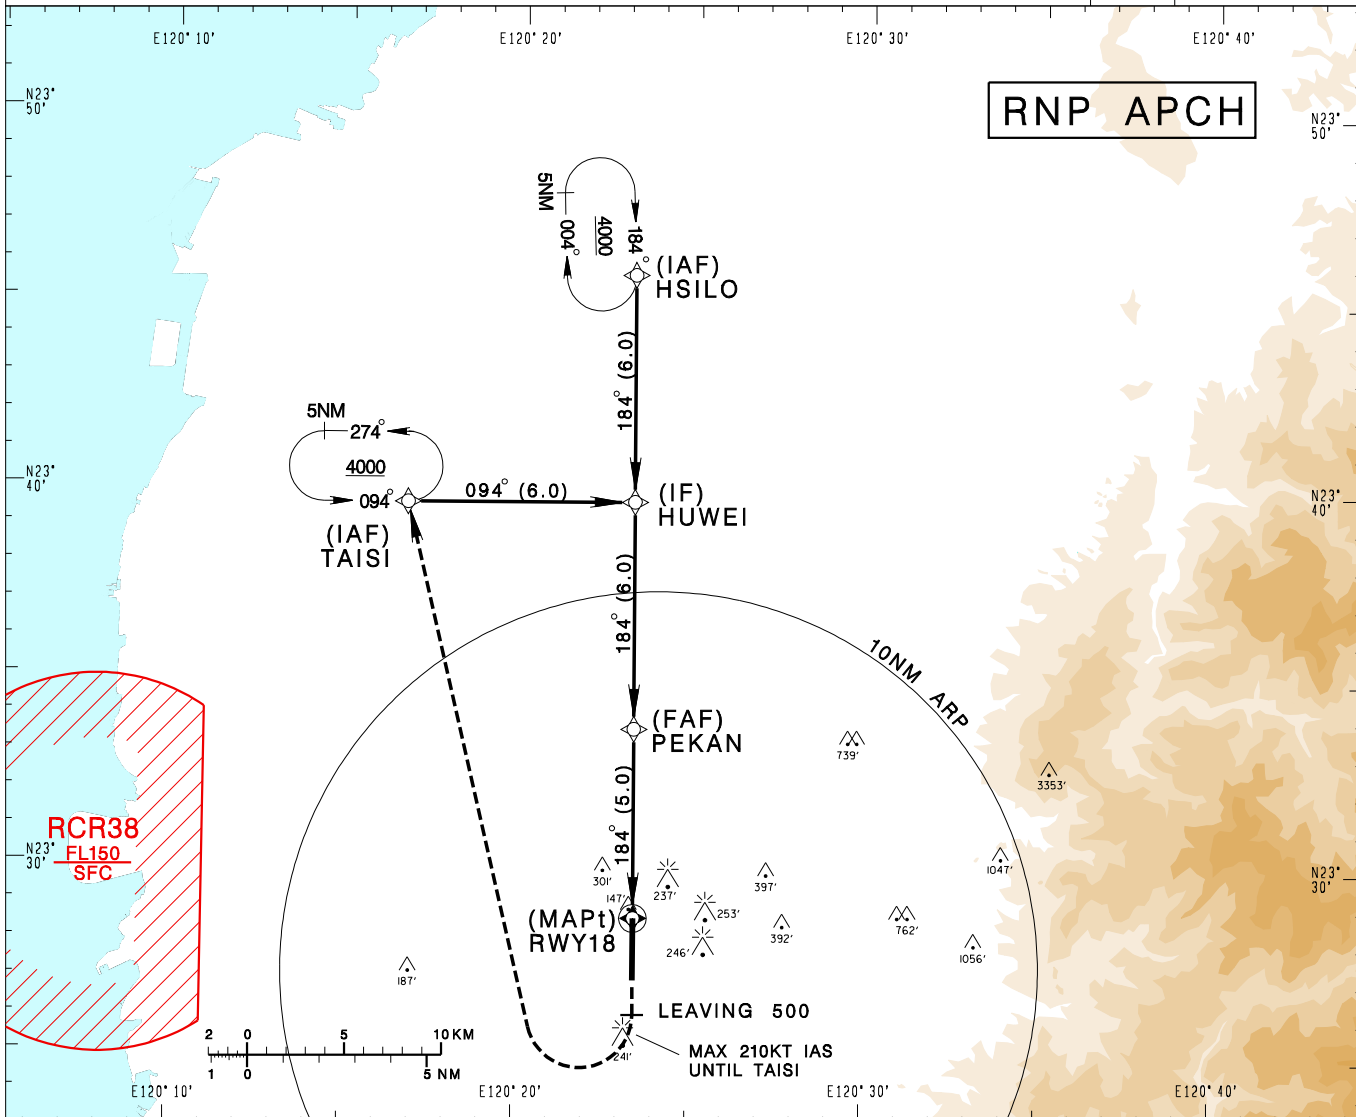 E120° 10'
E120° 20'
E120° 30'
E120° 40'
N23°
50'
RNP APCH
N23°
50'
5NM
004°
4000
184°
(IAF)
HSILO
184° (6.0)
5NM
274°
4000
094°
(IAF)
TAISI
094° (6.0)
(IF)
HUWEI
N23°
40'
N23°
40'
184° (6.0)
10NM ARP
(FAF)
PEKAN
739'
3353'
184° (5.0)
RCR38
FL150
SFC
N23°
30'
N23°
30'
301'
147'
237'
397'
1047'
253'
(MAPt)
RWY18
246'
392'
762'
1056'
187'
LEAVING 500
241'
MAX 210KT IAS
UNTIL TAISI
2 0 5 10 KM
1 0 5 NM
E120° 10'
E120° 20'
E120° 30'
E120° 40'